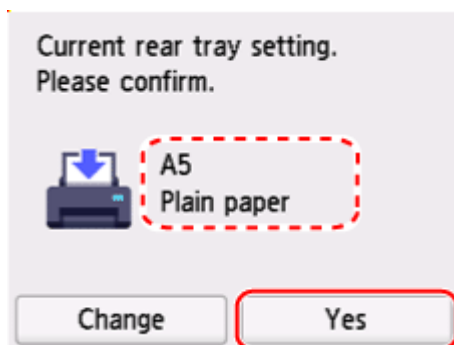 Current rear tray setting.
Please confirm.
A5
Plain paper
Change
Yes